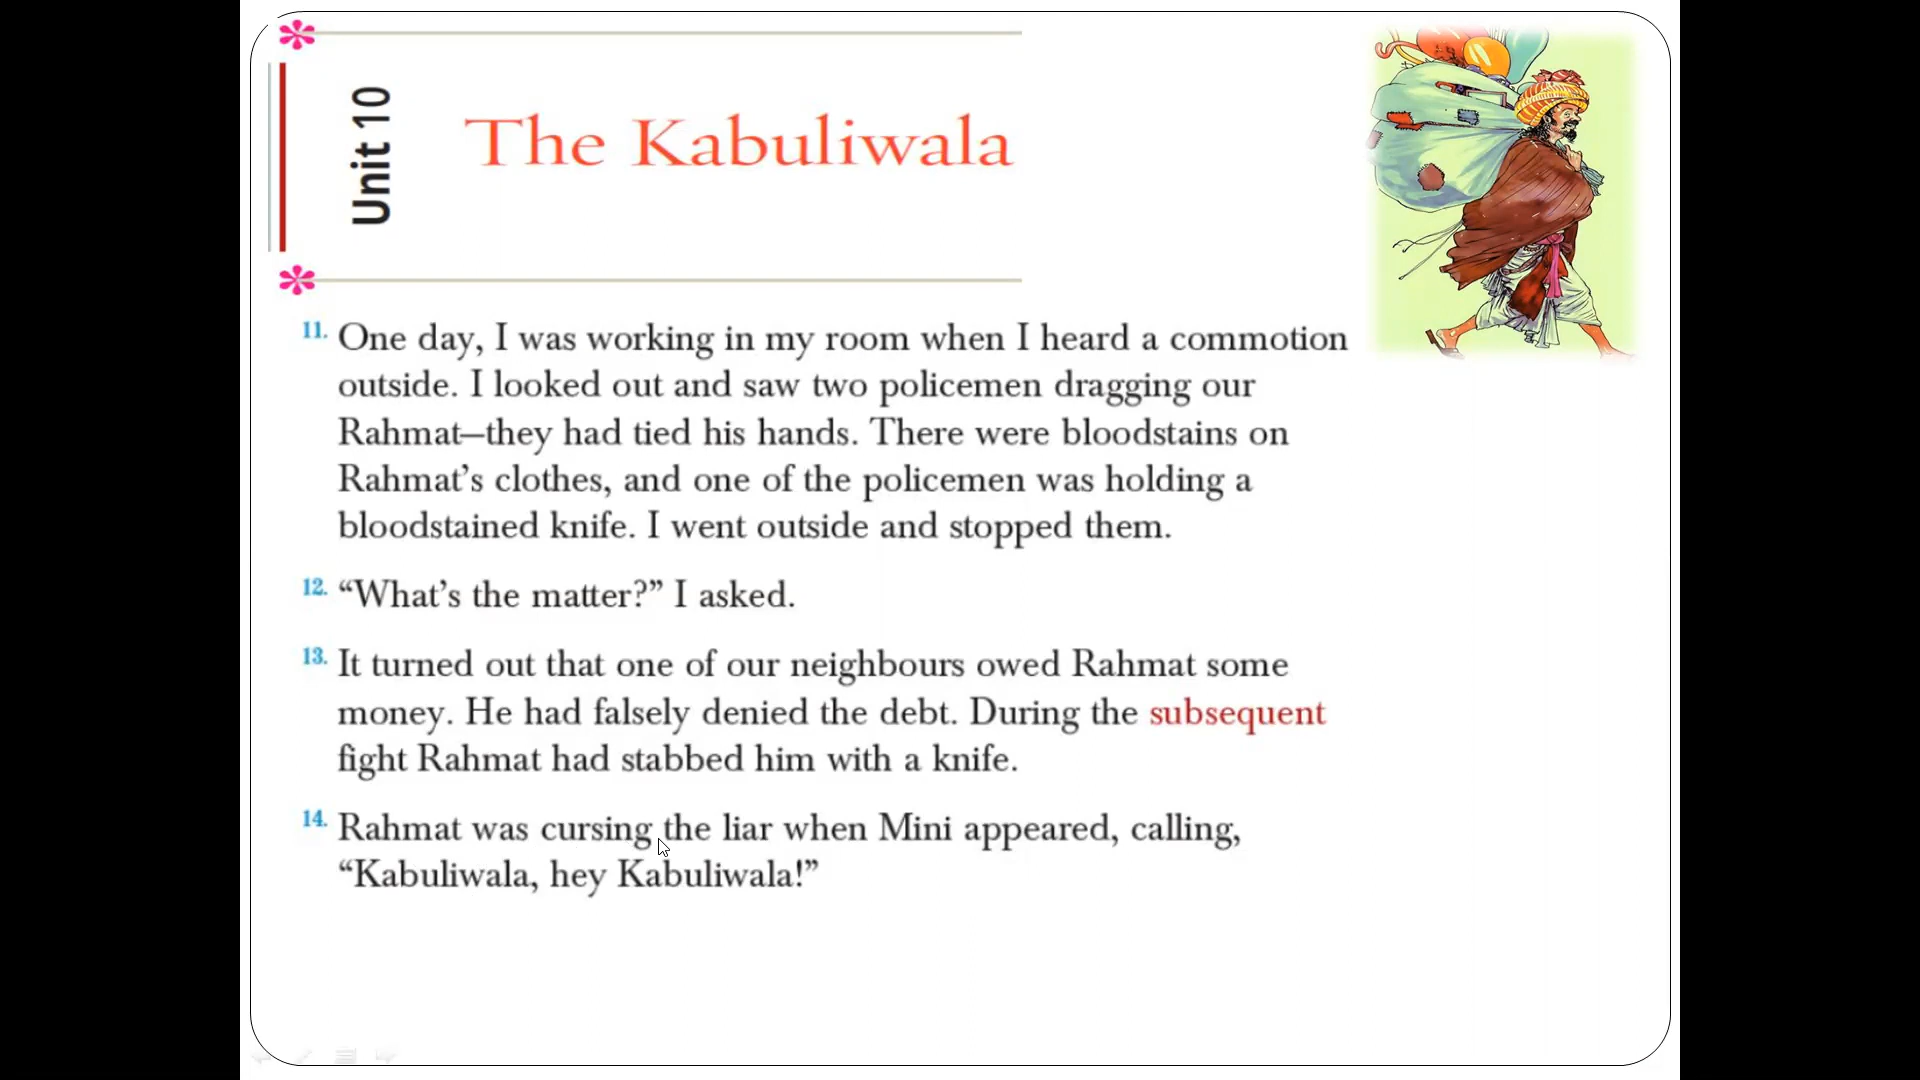 Unit 10
The Kabuliwala
11. One day, I was working in my room when I heard a commotion
outside. I looked out and saw two policemen dragging our
Rahmat—they had tied his hands. There were bloodstains on
Rahmat’s clothes, and one of the policemen was holding a
bloodstained knife. I went outside and stopped them.
12. “What’s the matter?” I asked.
13. It turned out that one of our neighbours owed Rahmat some
money. He had falsely denied the debt. During the subsequent
fight Rahmat had stabbed him with a knife.
14. Rahmat was cursing the liar when Mini appeared, calling,
“Kabuliwala, hey Kabuliwala!”